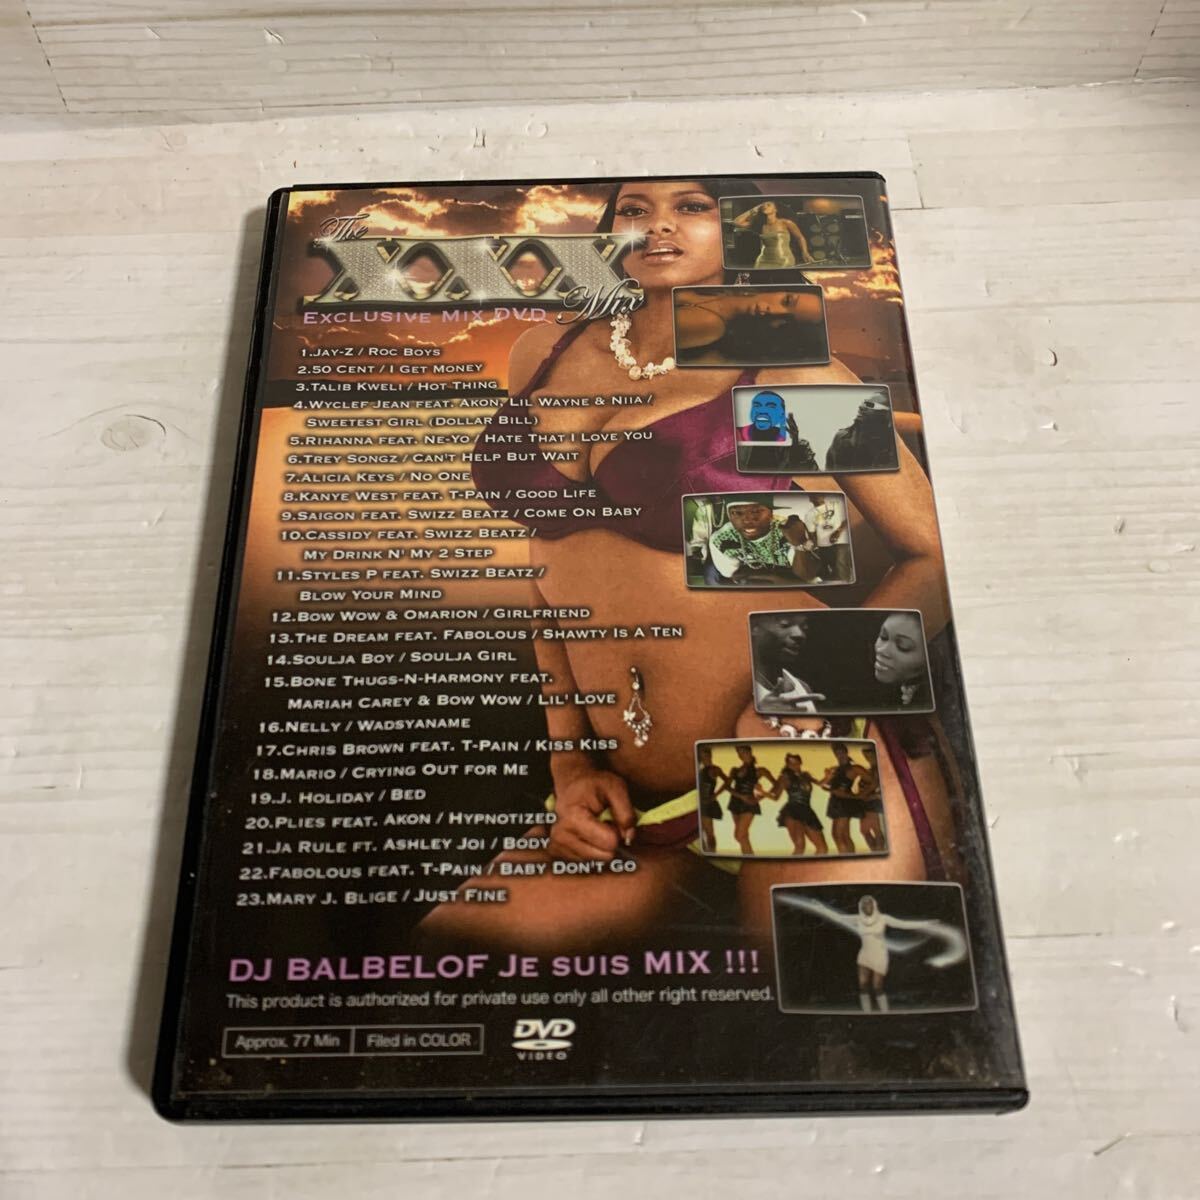 The
XXX
Mix
EXCLUSIVE MIX DVD
1.JAY-Z / ROC BOYS
2.50 CENT / I GET MONEY
3.TALIB KWELI / HOT THING
4.WYCLEF JEAN FEAT. AKON, LIL WAYNE & NIIA /
SWEETEST GIRL (DOLLAR BILL)
5.RIHANNA FEAT. NE-YO / HATE THAT I LOVE YOU
6.TREY SONGZ / CAN'T HELP BUT WAIT
7.ALICIA KEYS / NO ONE
8.KANYE WEST FEAT. T-PAIN / GOOD LIFE
9.SAIGON FEAT. SWIZZ BEATZ / COME ON BABY
10.CASSIDY FEAT. SWIZZ BEATZ /
MY DRINK N' MY 2 STEP
11.STYLES P FEAT. SWIZZ BEATZ /
BLOW YOUR MIND
12.BOW WOW & OMARION / GIRLFRIEND
13.THE DREAM FEAT. FABOLOUS / SHAWTY IS A TEN
14.SOULJA BOY / SOULJA GIRL
15.BONE THUGS-N-HARMONY FEAT.
MARIAH CAREY & BOW WOW / LIL' LOVE
16.NELLY / WADSYANAME
17.CHRIS BROWN FEAT. T-PAIN / KISS KISS
18.MARIO / CRYING OUT FOR ME
19.J. HOLIDAY / BED
20.PLIES FEAT. AKON / HYPNOTIZED
21.JA RULE FT. ASHLEY JOI / BODY
22.FABOLOUS FEAT. T-PAIN / BABY DON'T GO
23.MARY J. BLIGE / JUST FINE
DJ BALBELOF JE SUIS MIX !!!
This product is authorized for private use only all other right reserved.
Approx. 77 Min
Filed in COLOR
DVD
VIDEO